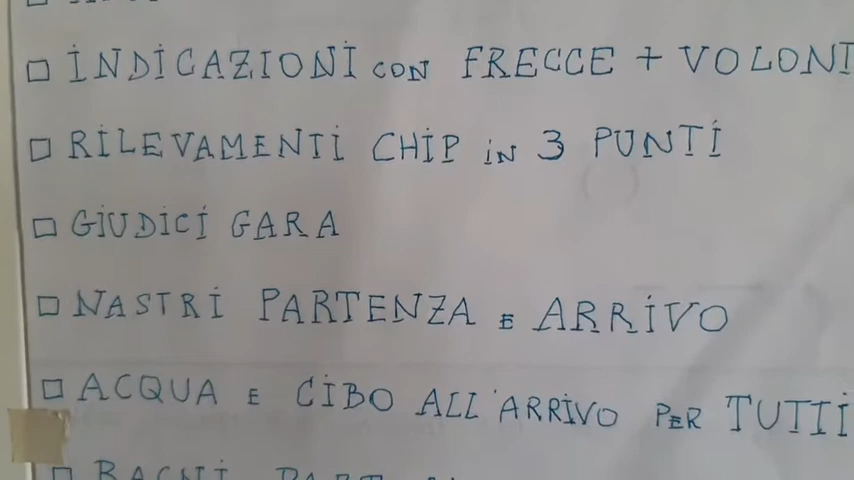 □ INDICAZIONI CON FRECCE + VOLONT
□ RILEVAMENTI CHIP IN 3 PUNTI
□ GIUDICI GARA
□ NASTRI PARTENZA E ARRIVO
□ ACQUA E CIBO ALL'ARRIVO PER TUTTI